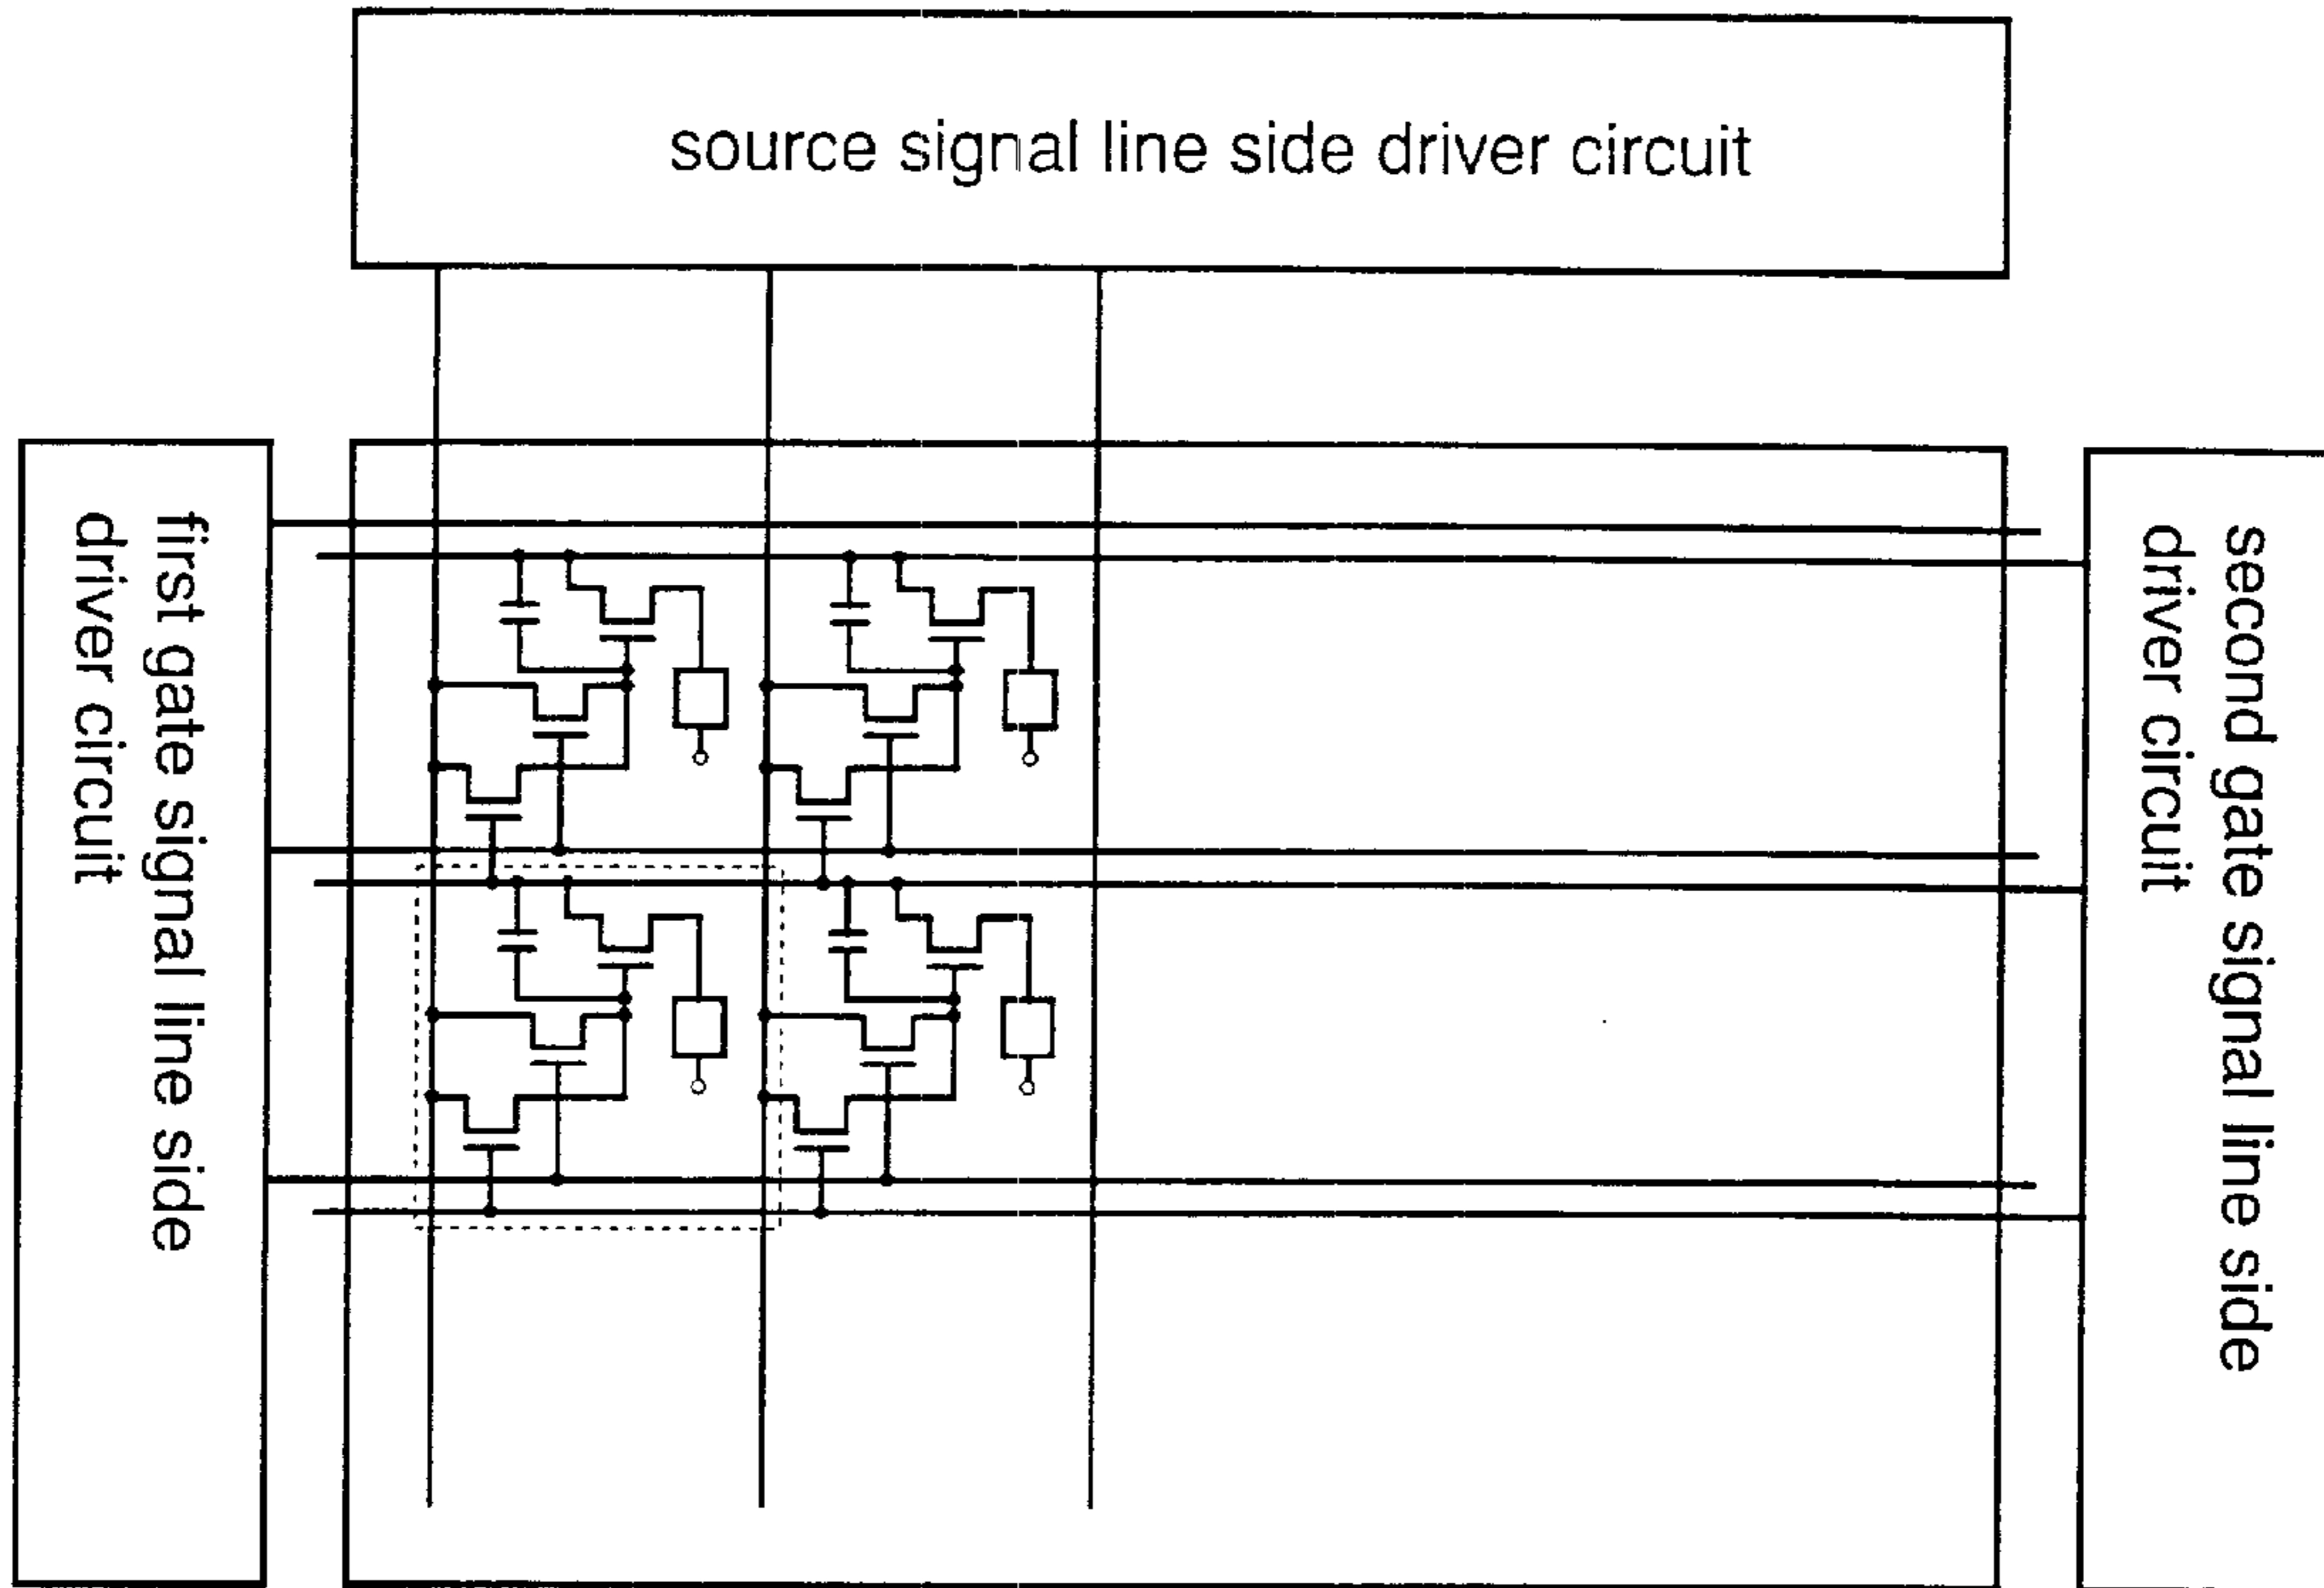 source signal line side driver circuit
first gate signal line side
driver circuit
second gate signal line side
driver circuit